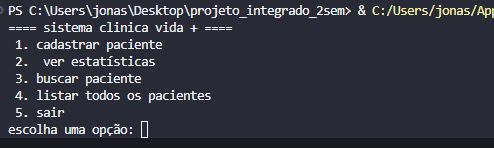 PS C:\Users\jonas\Desktop\projeto_integrado_2sem> & C:/Users/jonas/App
==== sistema clinica vida + ====
1. cadastrar paciente
2.  ver estatísticas
3. buscar paciente
4. listar todos os pacientes
5. sair
escolha uma opção: